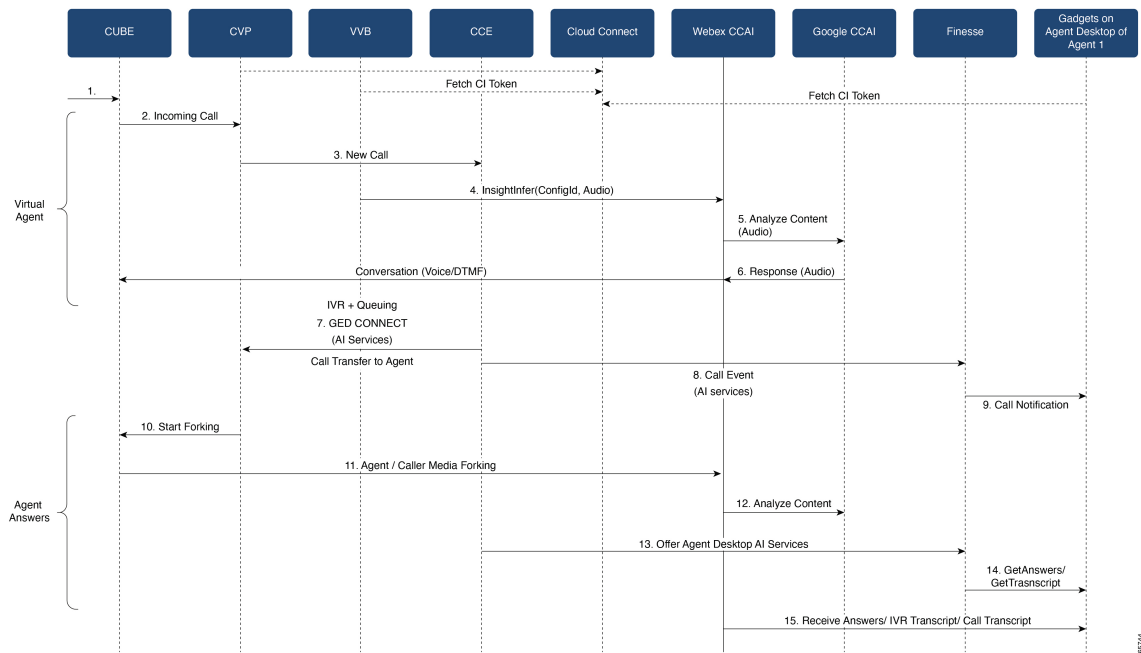 CUBE
CVP
VVB
CCE
Cloud Connect
Webex CCAI
Google CCAI
Finesse
Gadgets on
Agent Desktop of
Agent 1
Fetch CI Token
Fetch CI Token
1.
2. Incoming Call
3. New Call
4. InsightInfer(ConfigId, Audio)
Virtual
Agent
5. Analyze Content
(Audio)
Conversation (Voice/DTMF)
6. Response (Audio)
IVR + Queuing
7. GED CONNECT
(AI Services)
Call Transfer to Agent
8. Call Event
(AI services)
9. Call Notification
10. Start Forking
11. Agent / Caller Media Forking
Agent
Answers
12. Analyze Content
13. Offer Agent Desktop AI Services
14. GetAnswers/
GetTrasnscript
15. Receive Answers/ IVR Transcript/ Call Transcript